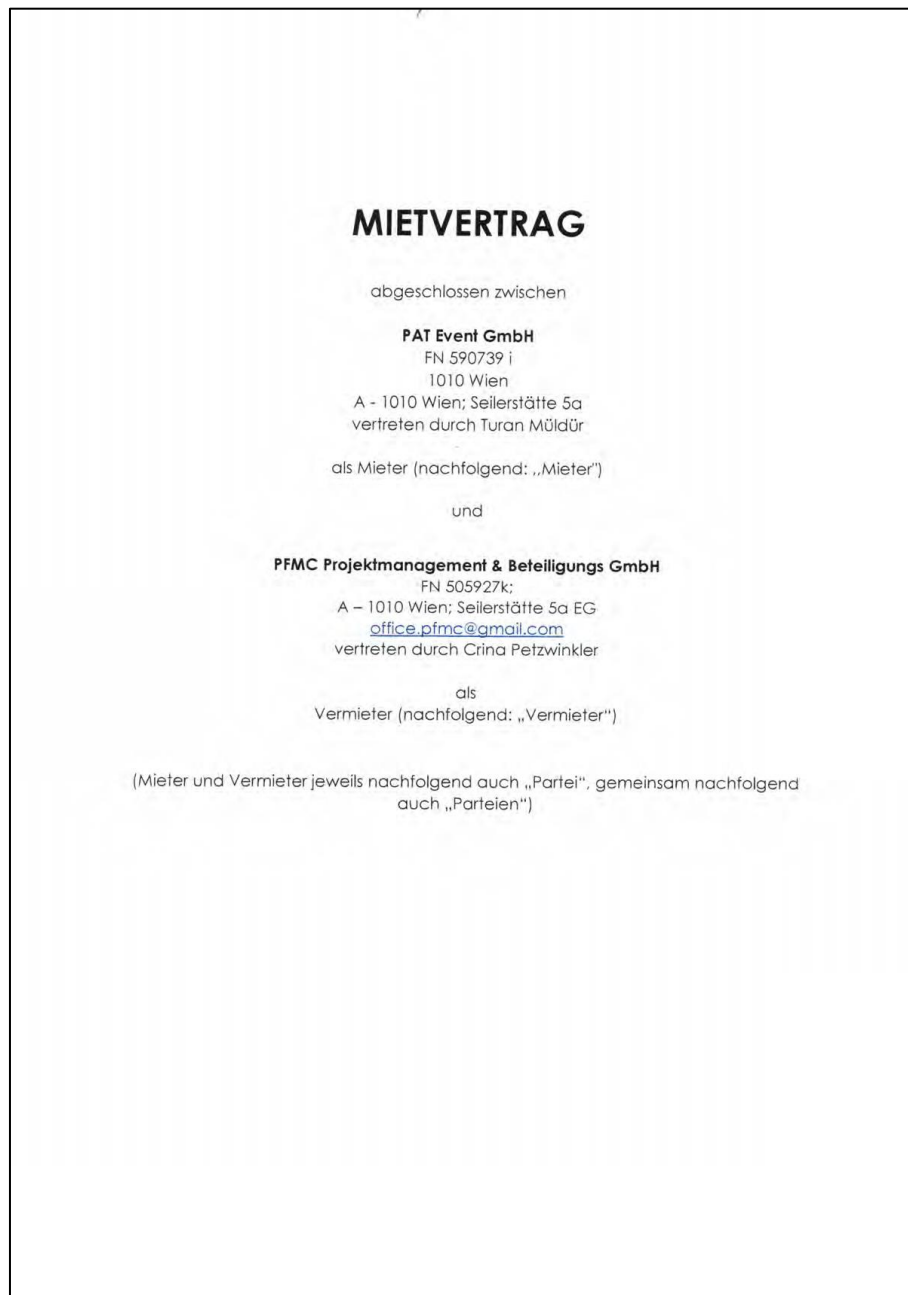 MIETVERTRAG
abgeschlossen zwischen
PAT Event GmbH
FN 590739 i
1010 Wien
A - 1010 Wien; Seilerstätte 5a
vertreten durch Turan Müldür
als Mieter (nachfolgend: „Mieter")
und
PFMC Projektmanagement & Beteiligungs GmbH
FN 505927k;
A – 1010 Wien; Seilerstätte 5a EG
office.pfmc@gmail.com
vertreten durch Crina Petzwinkler
als
Vermieter (nachfolgend: „Vermieter“)
(Mieter und Vermieter jeweils nachfolgend auch „Partei“, gemeinsam nachfolgend
auch „Parteien“)